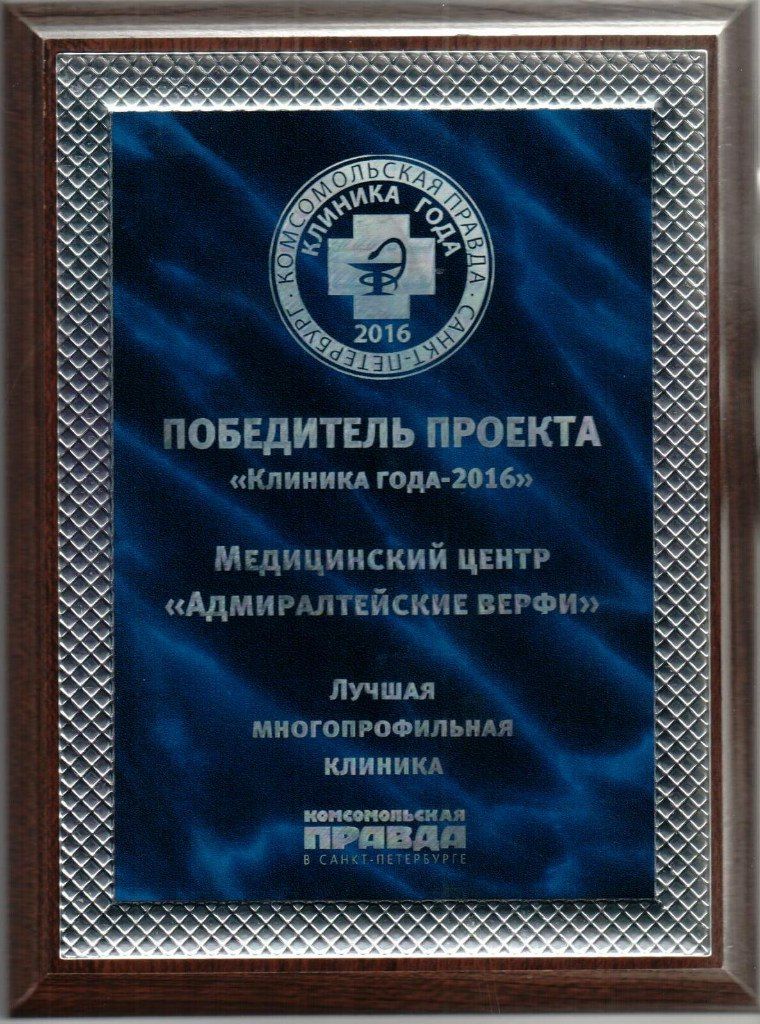 КОМСОМОЛЬСКАЯ ПРАВДА · САНКТ-ПЕТЕРБУРГ ·
КЛИНИКА ГОДА
2016
ПОБЕДИТЕЛЬ ПРОЕКТА
«КЛИНИКА ГОДА-2016»
МЕДИЦИНСКИЙ ЦЕНТР
«АДМИРАЛТЕЙСКИЕ ВЕРФИ»
ЛУЧШАЯ
МНОГОПРОФИЛЬНАЯ
КЛИНИКА
КОМСОМОЛЬСКАЯ
ПРАВДА
В САНКТ-ПЕТЕРБУРГЕ